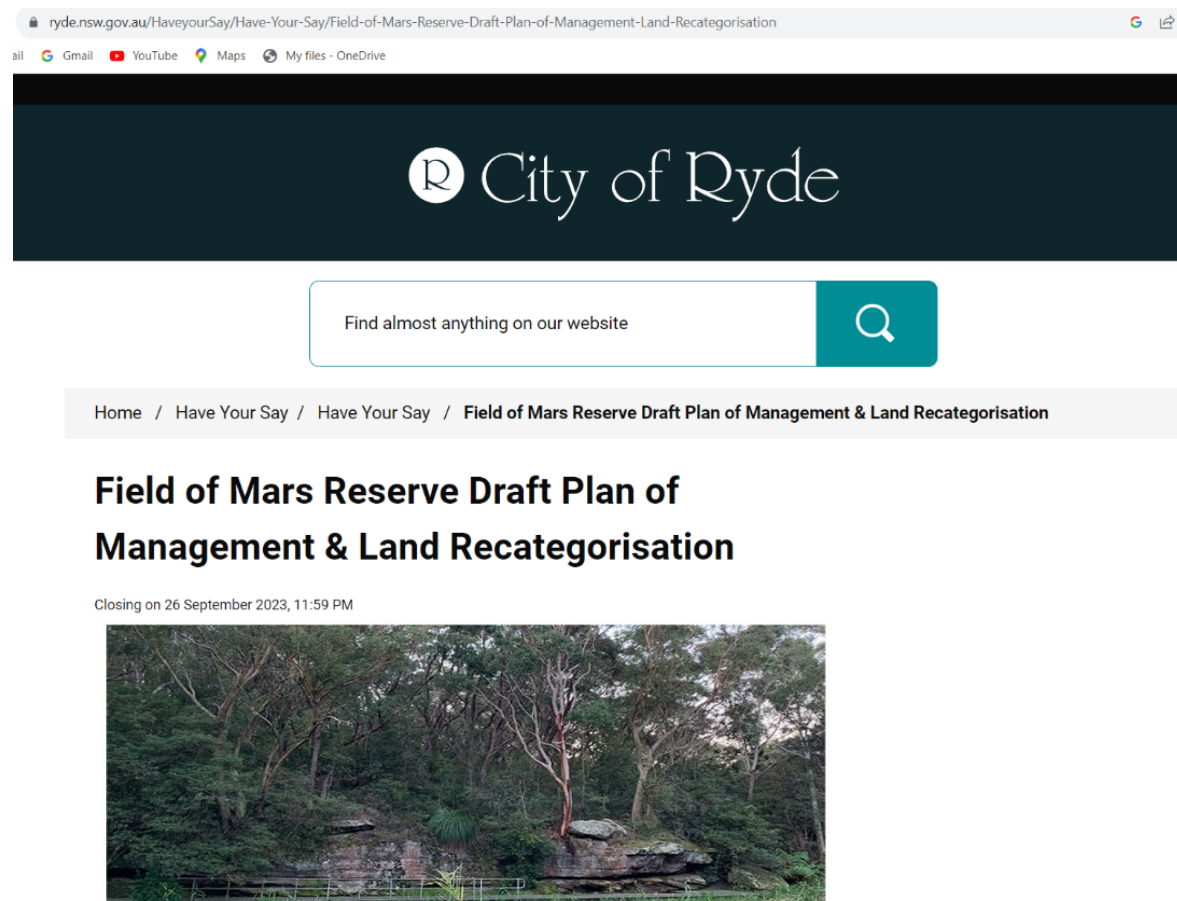 ryde.nsw.gov.au/HaveyourSay/Have-Your-Say/Field-of-Mars-Reserve-Draft-Plan-of-Management-Land-Recategorisation
ail Gmail YouTube Maps My files - OneDrive
R City of Ryde
Find almost anything on our website
Home / Have Your Say / Have Your Say / Field of Mars Reserve Draft Plan of Management & Land Recategorisation
Field of Mars Reserve Draft Plan of
Management & Land Recategorisation
Closing on 26 September 2023, 11:59 PM